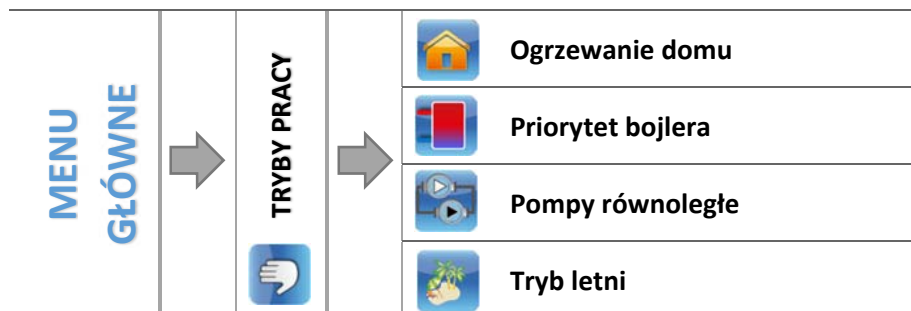 MENU
GŁÓWNE
TRYBY PRACY
Ogrzewanie domu
Priorytet bojlera
Pompy równoległe
Tryb letni